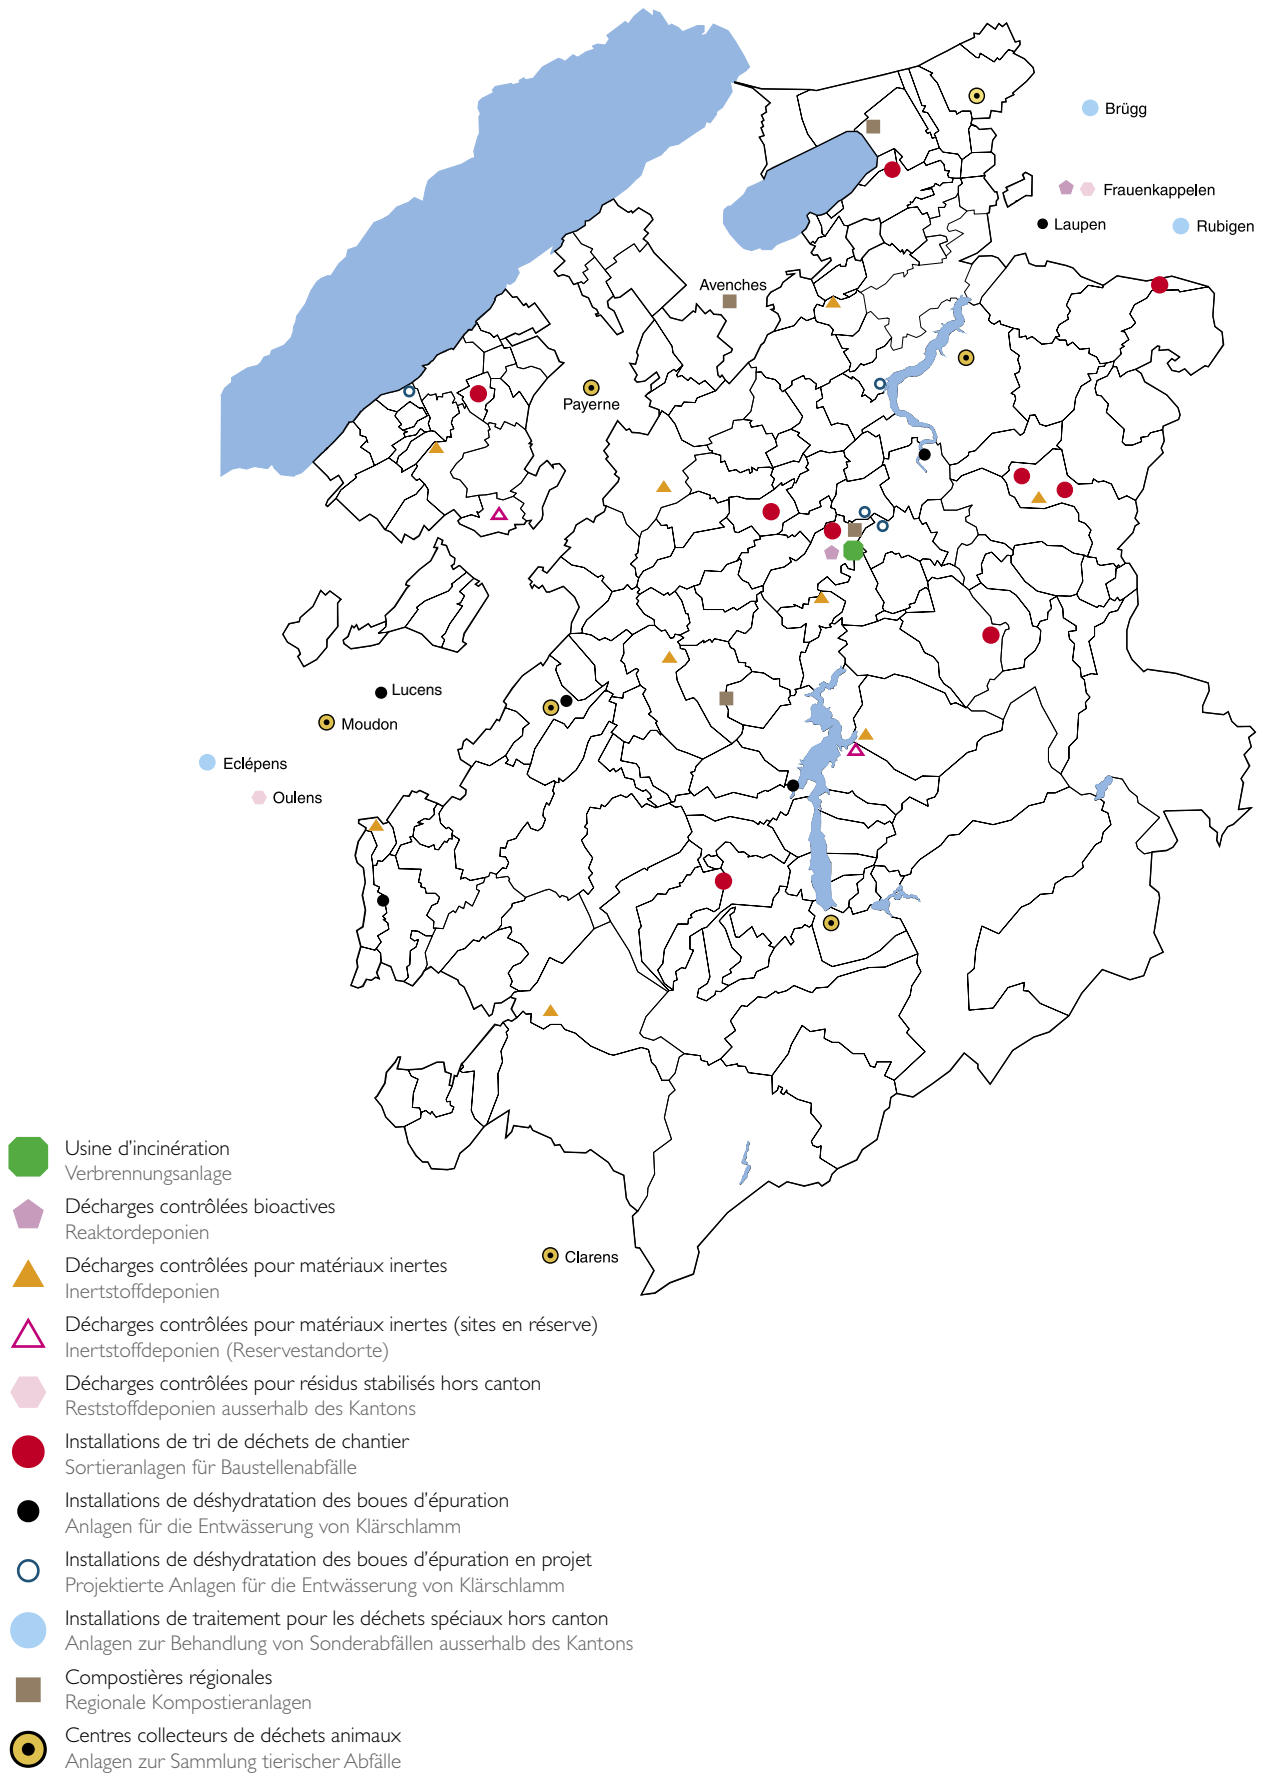 Brügg
Frauenkappelen
Laupen
Rubigen
Avenches
Payerne
Lucens
Moudon
Eclépens
Oulens
Clarens
Usine d'incinération
Verbrennungsanlage
Décharges contrôlées bioactives
Reaktordeponien
Décharges contrôlées pour matériaux inertes
Inertstoffdeponien
Décharges contrôlées pour matériaux inertes (sites en réserve)
Inertstoffdeponien (Reservestandorte)
Décharges contrôlées pour résidus stabilisés hors canton
Reststoffdeponien ausserhalb des Kantons
Installations de tri de déchets de chantier
Sortieranlagen für Baustellenabfälle
Installations de déshydratation des boues d'épuration
Anlagen für die Entwässerung von Klärschlamm
Installations de déshydratation des boues d'épuration en projet
Projektierte Anlagen für die Entwässerung von Klärschlamm
Installations de traitement pour les déchets spéciaux hors canton
Anlagen zur Behandlung von Sonderabfällen ausserhalb des Kantons
Compostières régionales
Regionale Kompostieranlagen
Centres collecteurs de déchets animaux
Anlagen zur Sammlung tierischer Abfälle